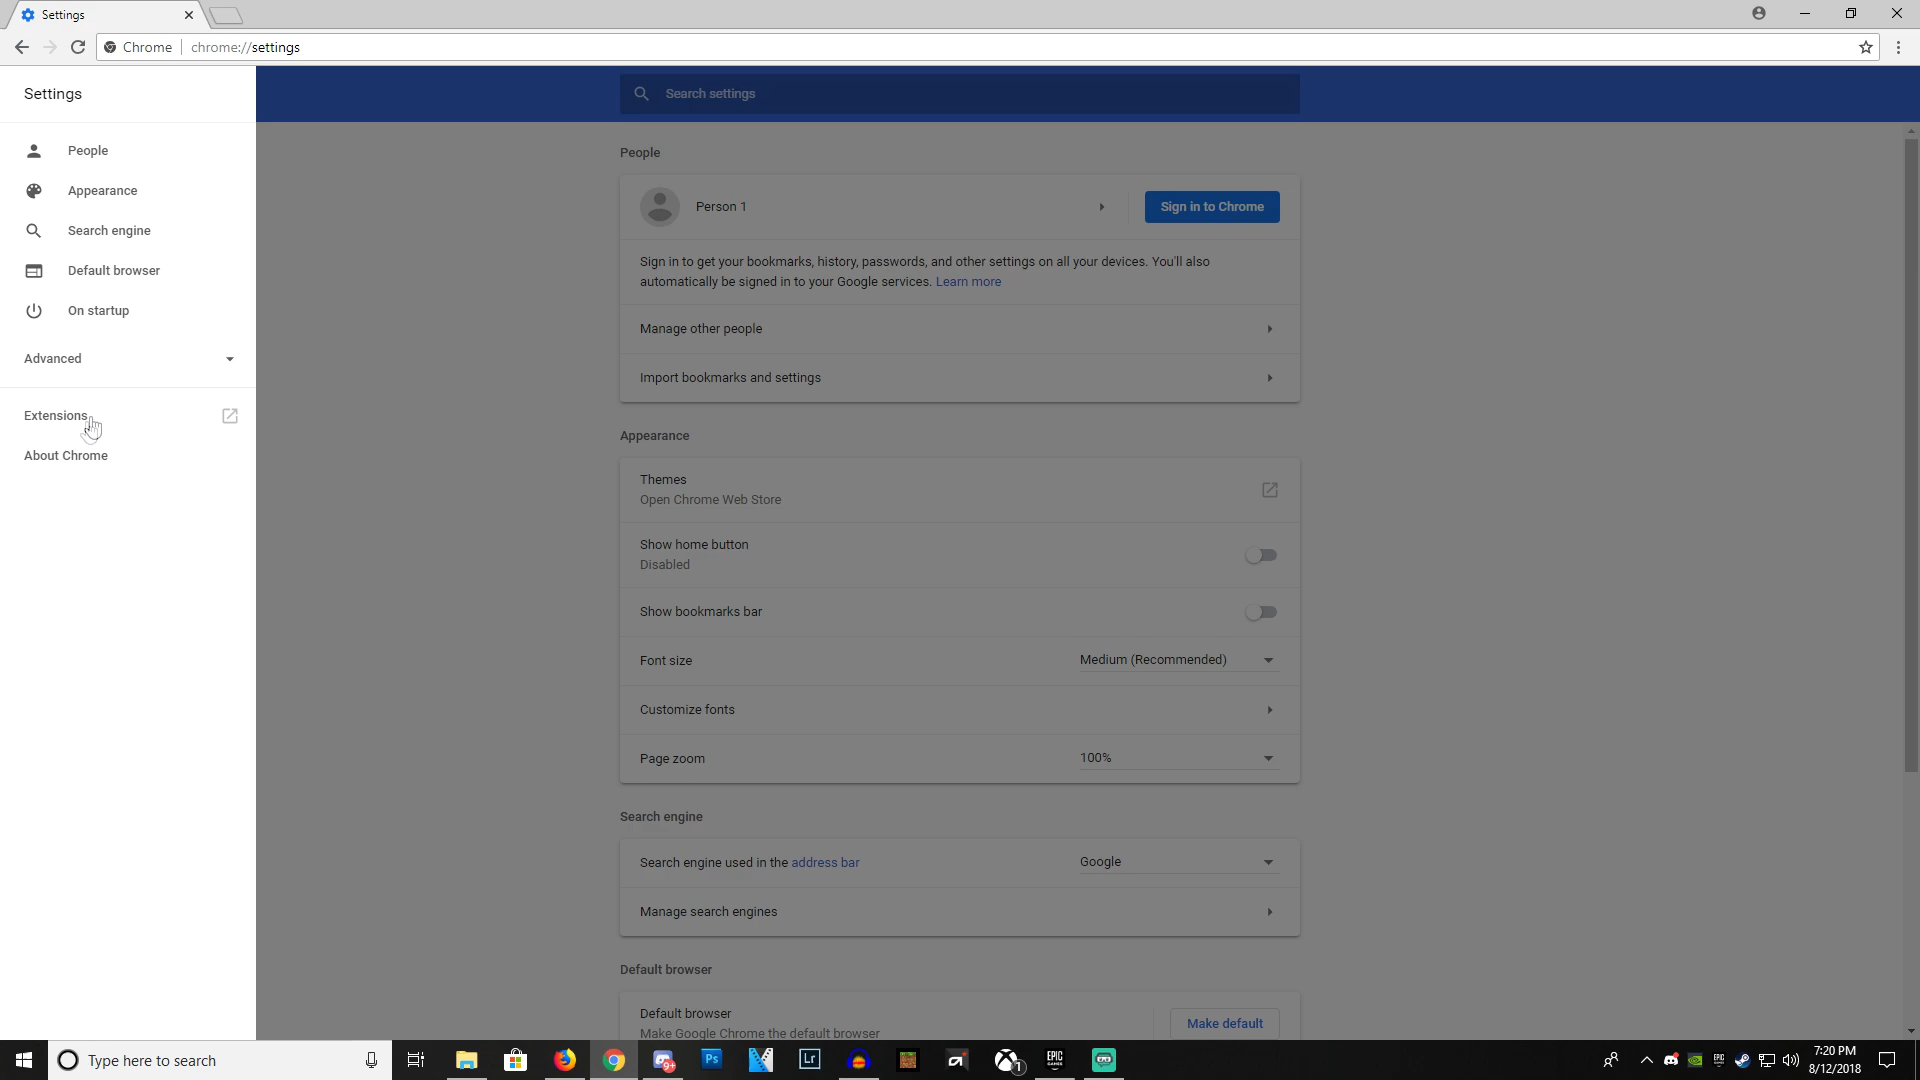 Settings
Chrome
chrome://settings
Settings
Search settings
People
Appearance
Search engine
Default browser
On startup
Advanced
Extensions
About Chrome
People
Person 1
Sign in to Chrome
Sign in to get your bookmarks, history, passwords, and other settings on all your devices. You'll also
automatically be signed in to your Google services. Learn more
Manage other people
Import bookmarks and settings
Appearance
Themes
Open Chrome Web Store
Show home button
Disabled
Show bookmarks bar
Font size
Medium (Recommended)
Customize fonts
Page zoom
100%
Search engine
Search engine used in the address bar
Google
Manage search engines
Default browser
Default browser
Make Google Chrome the default browser
Make default
Type here to search
9+
Ps
Lr
1
EPIC
GAMES
7:20 PM
8/12/2018